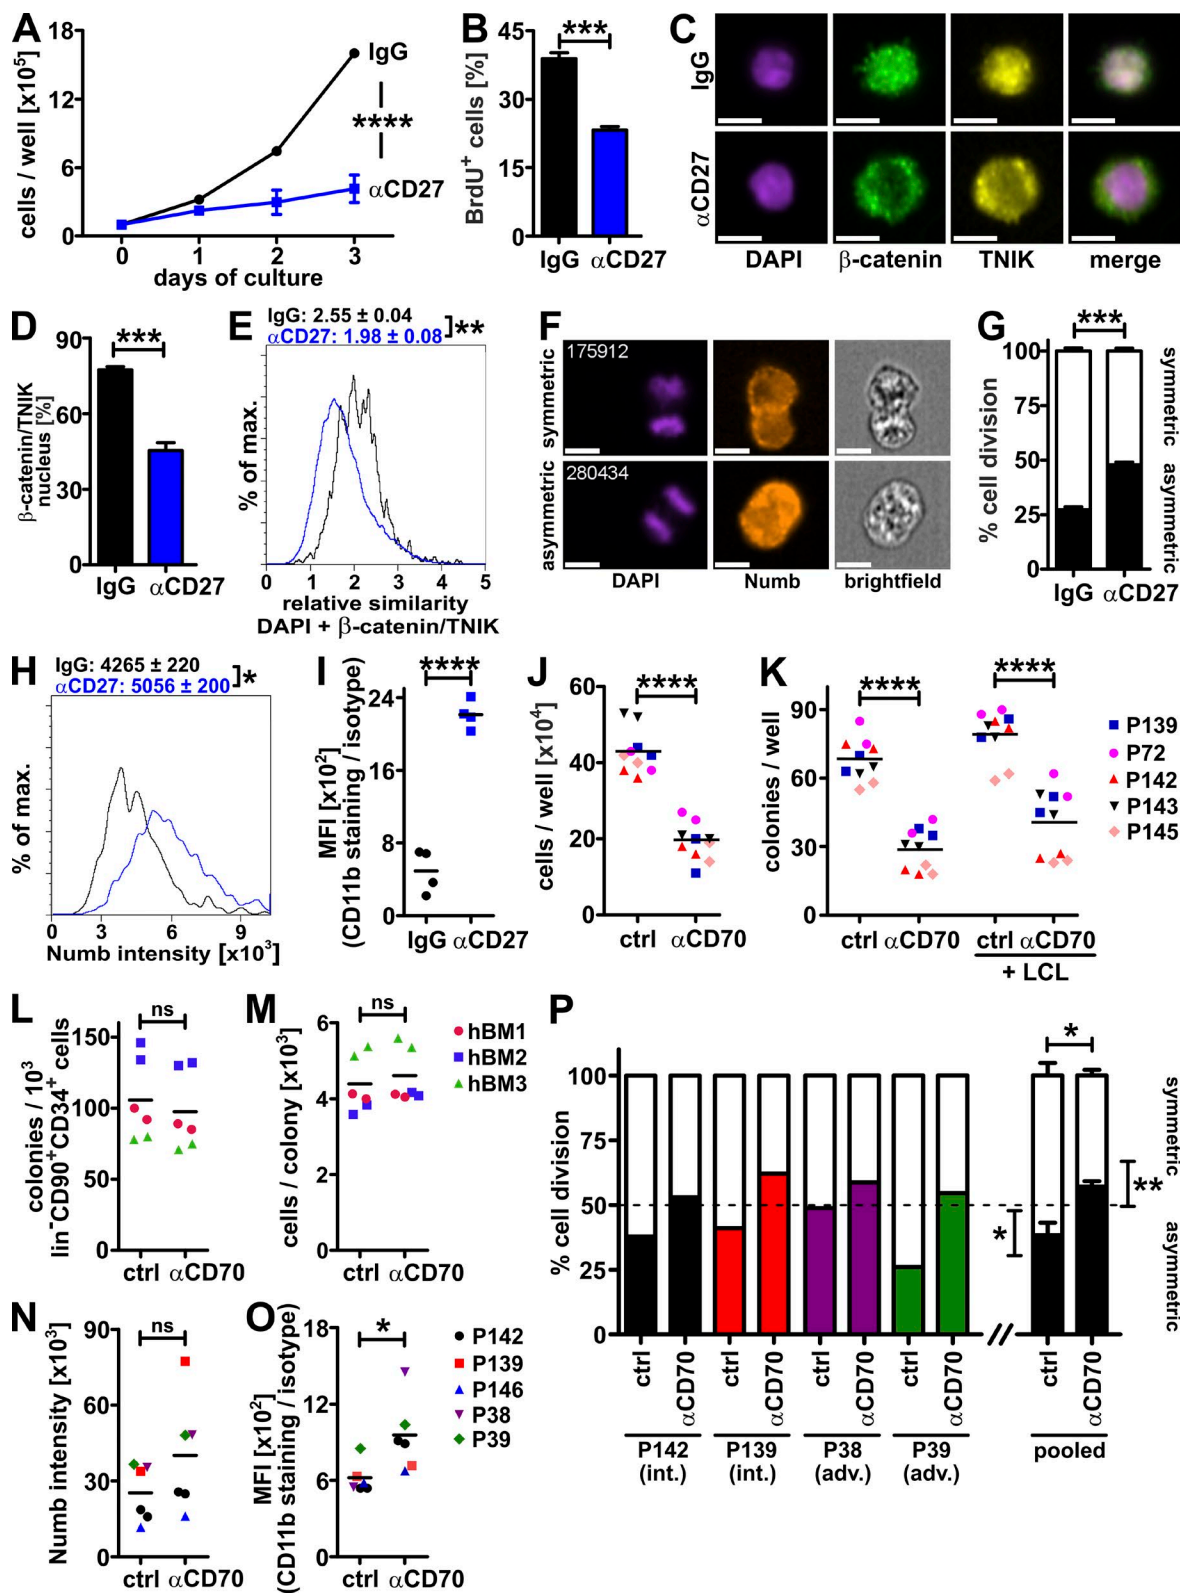 A
cells / well [x10⁵]
18
12
6
0
IgG
****
αCD27
0 1 2 3
days of culture
B
BrdU⁺ cells [%]
45
30
15
0
***
IgG αCD27
C
IgG
αCD27
DAPI β-catenin TNIK merge
D
β-catenin/TNIK
nucleus [%]
90
60
30
0
***
IgG αCD27
E
IgG: 2.55 ± 0.04
αCD27: 1.98 ± 0.08
**
% of max.
0 1 2 3 4 5
relative similarity
DAPI + β-catenin/TNIK
F
symmetric
175912
asymmetric
280434
DAPI Numb brightfield
G
% cell division
100
75
50
25
0
***
symmetric
asymmetric
IgG αCD27
H
IgG: 4265 ± 220
αCD27: 5056 ± 200
*
% of max.
0 3 6 9
Numb intensity [x10³]
I
MFI [x10²]
(CD11b staining / isotype)
24
16
8
0
****
IgG αCD27
J
cells / well [x10⁴]
60
40
20
0
****
ctrl αCD70
K
colonies / well
90
60
30
0
****
****
ctrl αCD70 ctrl αCD70
+ LCL
P139
P72
P142
P143
P145
L
colonies / 10³
lin⁻CD90⁺CD34⁺ cells
150
100
50
0
ns
ctrl αCD70
M
cells / colony [x10³]
6
4
2
0
ns
ctrl αCD70
hBM1
hBM2
hBM3
N
Numb intensity [x10³]
90
60
30
0
ns
ctrl αCD70
O
MFI [x10²]
(CD11b staining / isotype)
18
12
6
0
*
ctrl αCD70
P142
P139
P146
P38
P39
P
% cell division
100
75
50
25
0
*
*
**
symmetric
asymmetric
ctrl αCD70 ctrl αCD70 ctrl αCD70 ctrl αCD70 // ctrl αCD70
P142 P139 P38 P39 pooled
(int.) (int.) (adv.) (adv.)